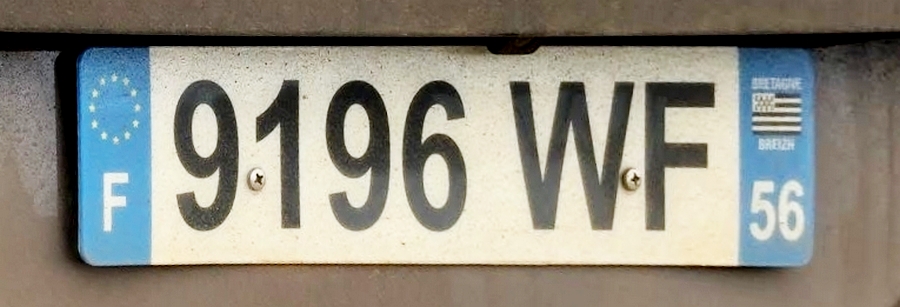 F
9196 WF
BRETAGNE
BREIZH
56